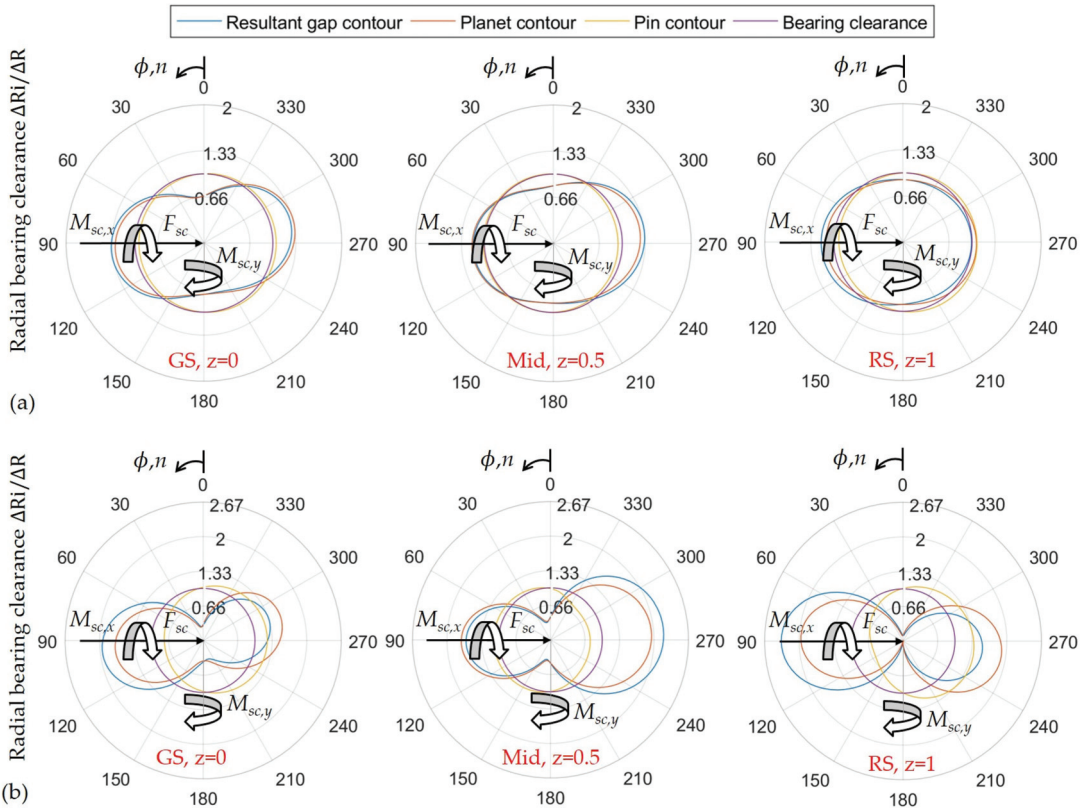 Resultant gap contour Planet contour Pin contour Bearing clearance
Radial bearing clearance ΔRi/ΔR
ϕ,n ϕ,n ϕ,n
0 0 0
30 2 330 30 2 330 30 2 330
60 1.33 300 60 1.33 300 60 1.33 300
0.66 0.66 0.66
Msc,x Fsc Msc,x Fsc Msc,x Fsc
90 Msc,y 270 90 Msc,y 270 90 Msc,y 270
120 240 120 240 120 240
GS, z=0 Mid, z=0.5 RS, z=1
150 210 150 210 150 210
180 180 180
(a)
Radial bearing clearance ΔRi/ΔR
ϕ,n ϕ,n ϕ,n
0 0 0
30 2.67 330 30 2.67 330 30 2.67 330
60 2 300 60 2 300 60 2 300
1.33 1.33 1.33
0.66 0.66 0.66
Msc,x Fsc Msc,x Fsc Msc,x Fsc
90 270 90 270 90 270
120 Msc,y 240 120 Msc,y 240 120 Msc,y 240
GS, z=0 Mid, z=0.5 RS, z=1
150 210 150 210 150 210
180 180 180
(b)